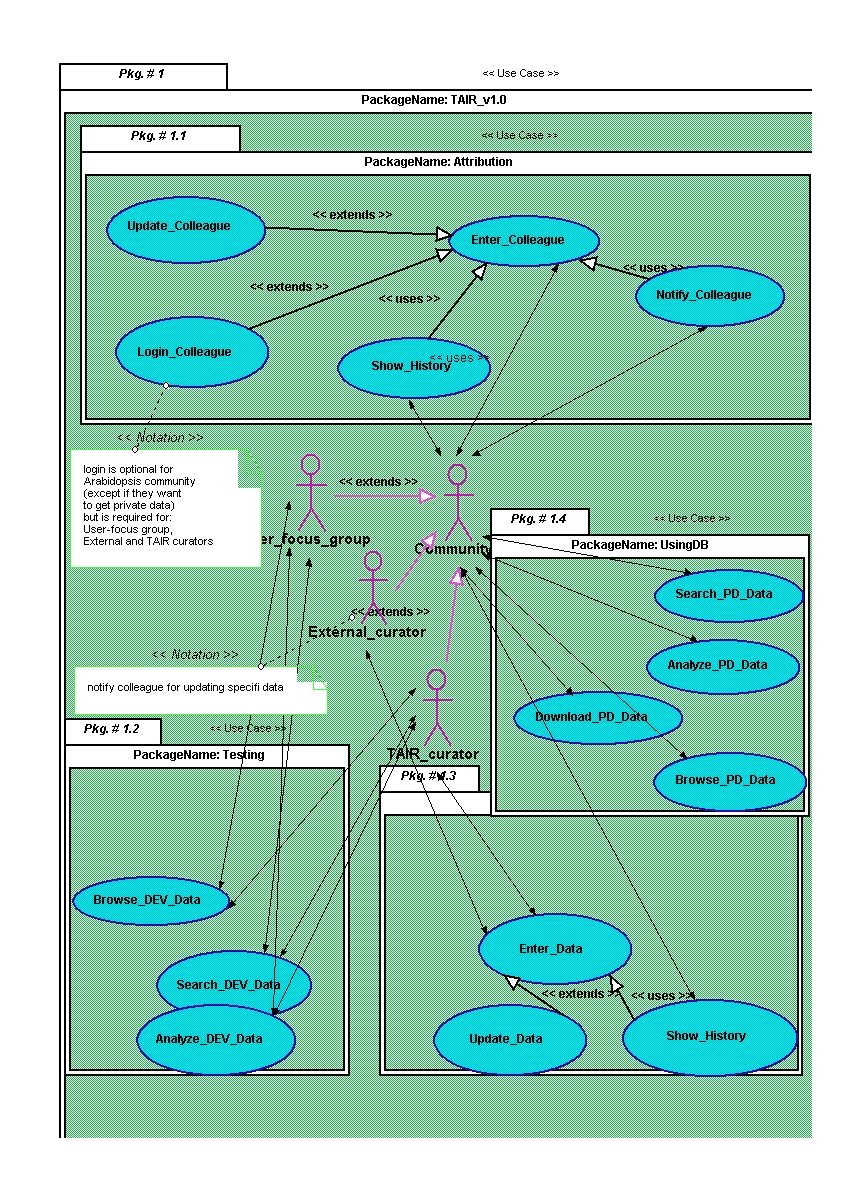 Pkg. # 1
<< Use Case >>
PackageName: TAIR_v1.0
Pkg. # 1.1
<< Use Case >>
PackageName: Attribution
Update_Colleague
<< extends >>
Enter_Colleague
<< extends >>
<< uses >>
<< uses >>
Notify_Colleague
Login_Colleague
Show_History
<< uses >>
<< Notation >>
login is optional for
Arabidopsis community
(except if they want
to get private data)
but is required for:
User-focus group,
External and TAIR curators
<< extends >>
er_focus_group
Community
Pkg. # 1.4
<< Use Case >>
PackageName: UsingDB
Search_PD_Data
<< extends >>
External_curator
Analyze_PD_Data
<< Notation >>
notify colleague for updating specifi data
Download_PD_Data
Pkg. # 1.2
<< Use Case >>
PackageName: Testing
TAIR_curator
Pkg. # 1.3
Browse_PD_Data
Browse_DEV_Data
Enter_Data
Search_DEV_Data
<< extends >>
<< uses >>
Analyze_DEV_Data
Update_Data
Show_History